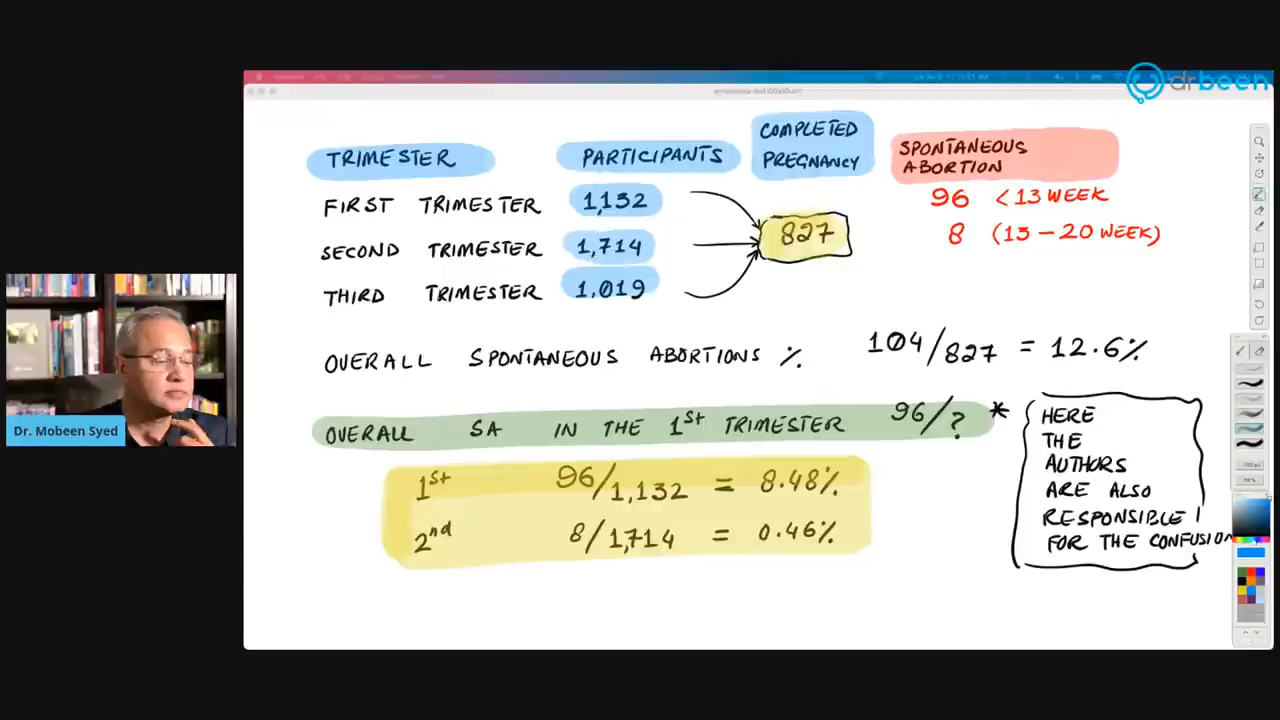 drbeen
TRIMESTER PARTICIPANTS COMPLETED PREGNANCY SPONTANEOUS ABORTION
FIRST TRIMESTER 1,132 96 <13 WEEK
827
SECOND TRIMESTER 1,714 8 (13 - 20 WEEK)
THIRD TRIMESTER 1,019
OVERALL SPONTANEOUS ABORTIONS % 104/827 = 12.6%
OVERALL SA IN THE 1st TRIMESTER 96/? *
1st 96/1,132 = 8.48%
2nd 8/1,714 = 0.46%
HERE
THE
AUTHORS
ARE ALSO
RESPONSIBLE
FOR THE CONFUSION
Dr. Mobeen Syed